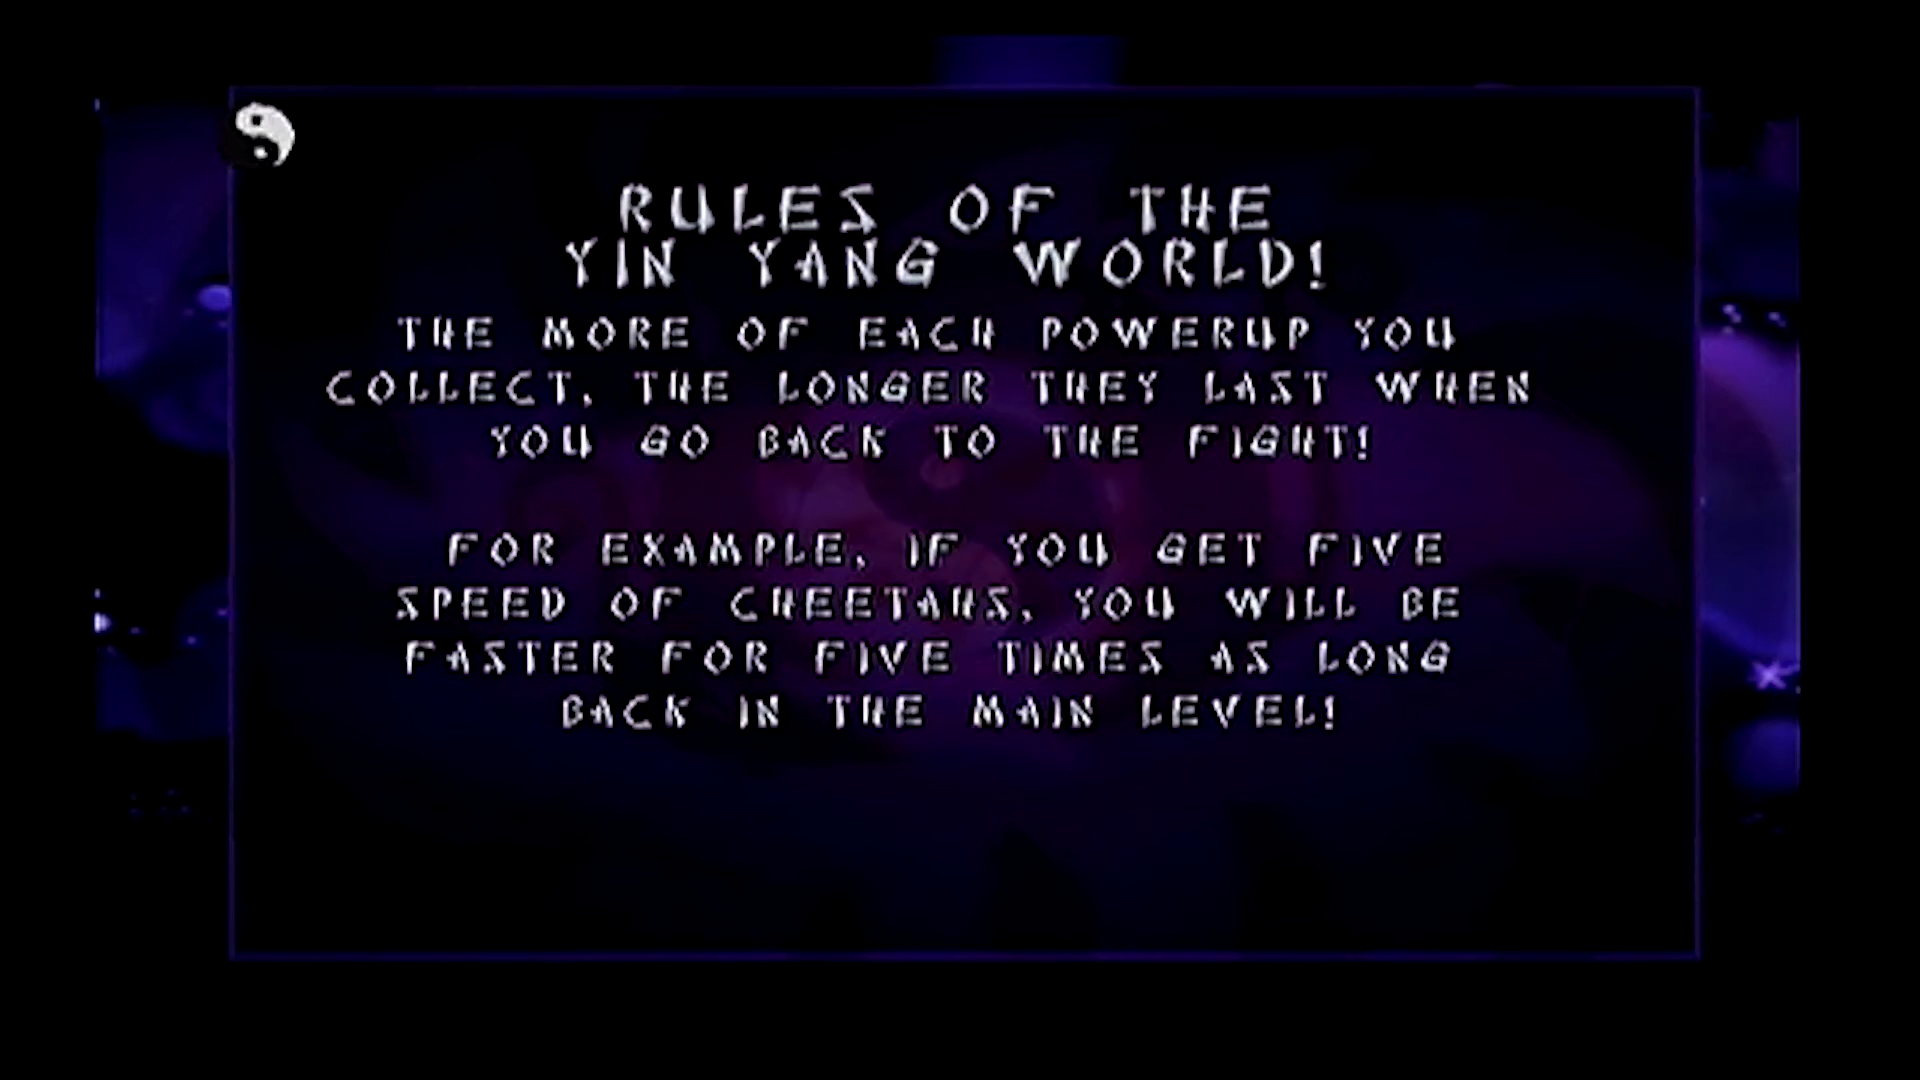 RULES OF THE
YIN YANG WORLD!
THE MORE OF EACH POWERUP YOU
COLLECT, THE LONGER THEY LAST WHEN
YOU GO BACK TO THE FIGHT!
FOR EXAMPLE, IF YOU GET FIVE
SPEED OF CHEETAHS, YOU WILL BE
FASTER FOR FIVE TIMES AS LONG
BACK IN THE MAIN LEVEL!